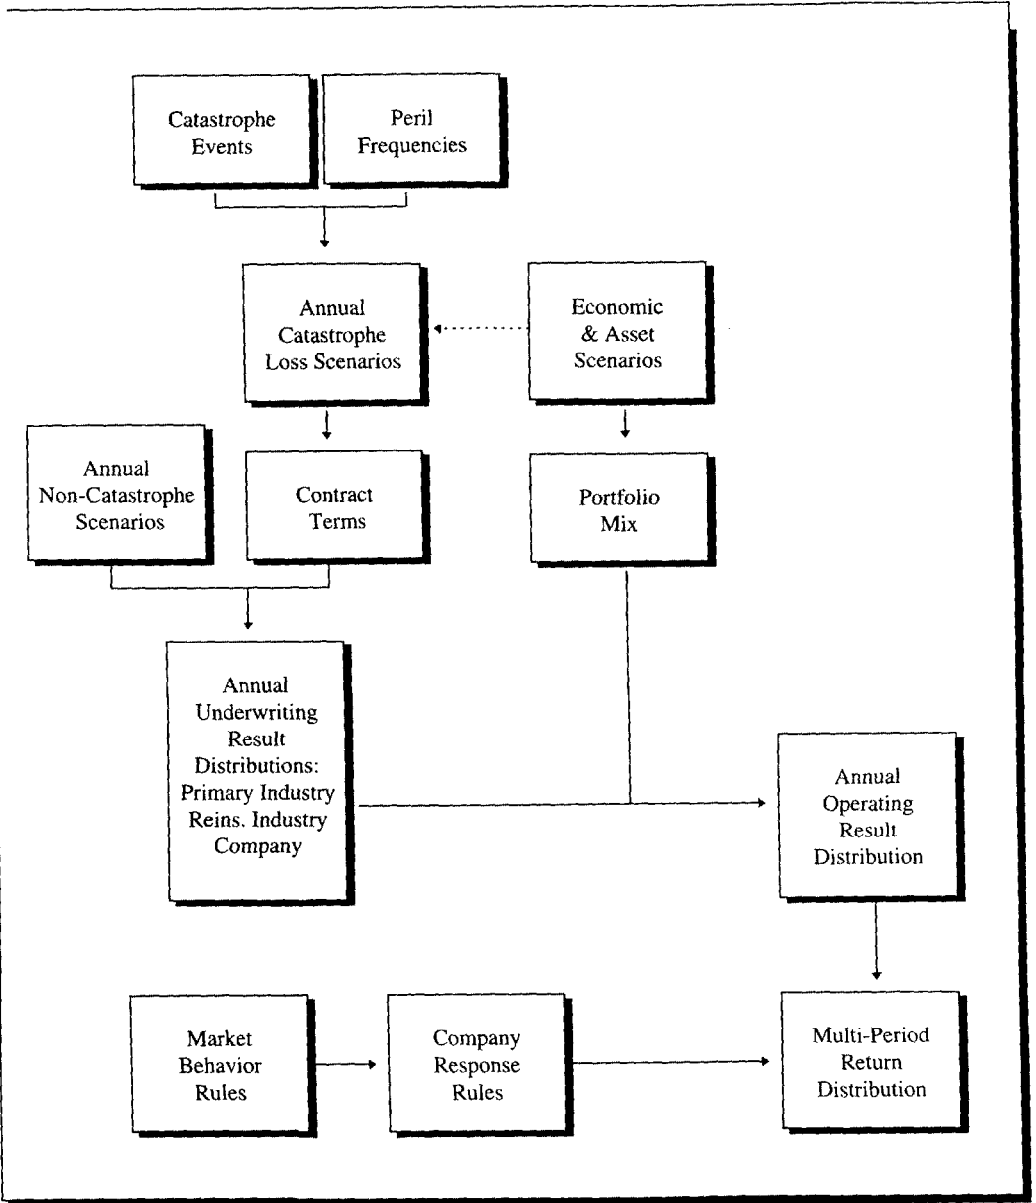 Catastrophe
Events
Peril
Frequencies
Annual
Catastrophe
Loss Scenarios
Economic
& Asset
Scenarios
Annual
Non-Catastrophe
Scenarios
Contract
Terms
Portfolio
Mix
Annual
Underwriting
Result
Distributions:
Primary Industry
Reins. Industry
Company
Annual
Operating
Result
Distribution
Market
Behavior
Rules
Company
Response
Rules
Multi-Period
Return
Distribution